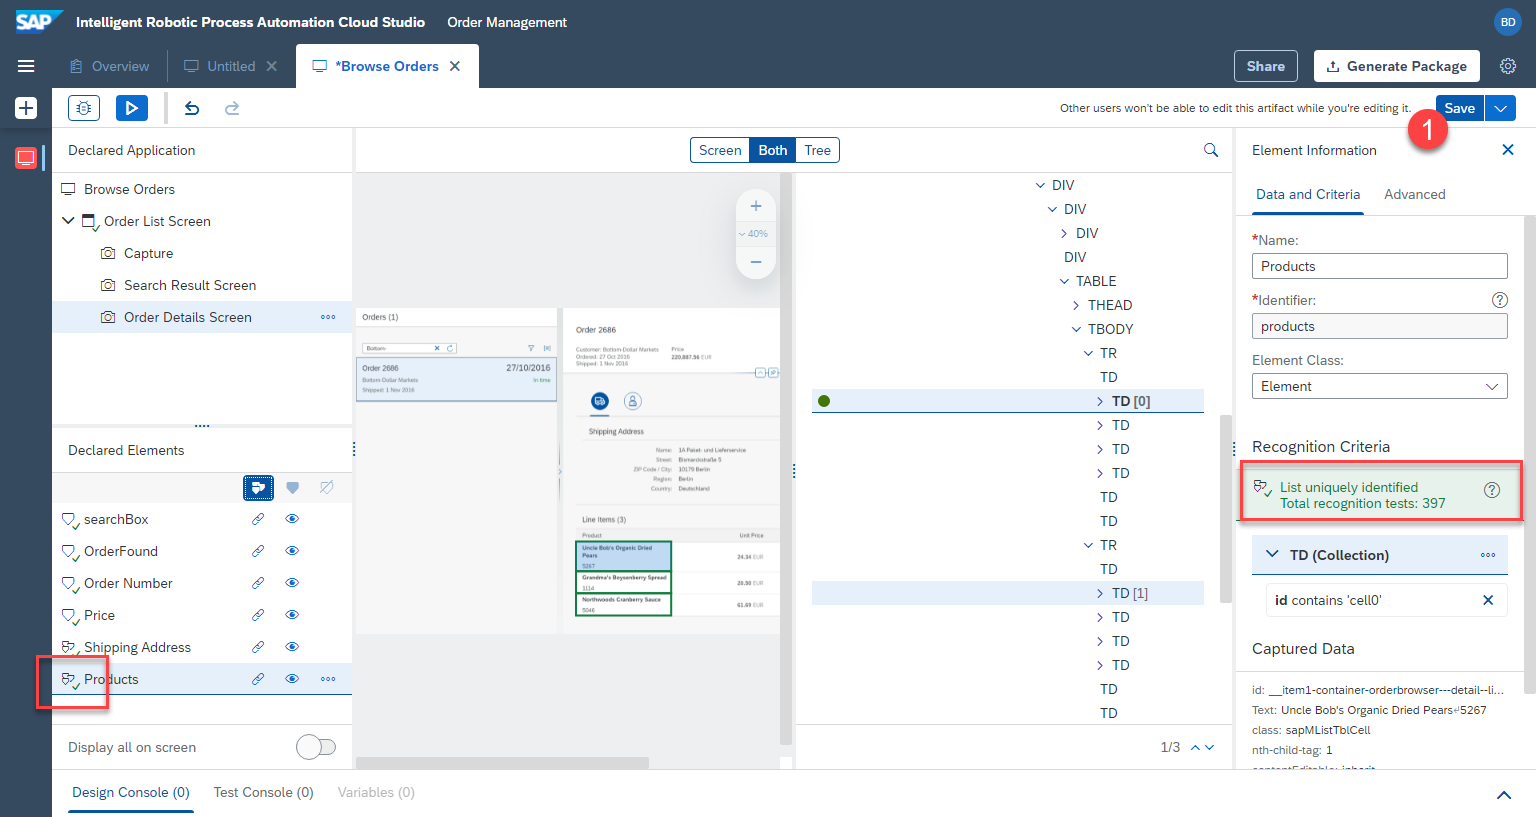 SAP Intelligent Robotic Process Automation Cloud Studio Order Management BD
Overview Untitled *Browse Orders Share Generate Package
Other users won't be able to edit this artifact while you're editing it. Save
1
Declared Application
Browse Orders
Order List Screen
Capture
Search Result Screen
Order Details Screen
Declared Elements
searchBox
OrderFound
Order Number
Price
Shipping Address
Products
Display all on screen
Screen Both Tree
40%
Orders (1)
Bottom-
Order 2686 27/10/2016
Bottom-Dollar Markets In time
Shipped: 1 Nov 2016
Order 2686
Customer: Bottom-Dollar Markets Price
Ordered: 27 Oct 2016 220,887.56 EUR
Shipped: 1 Nov 2016
Shipping Address
Name: 1A Paket- und Lieferservice
Street: Bismarckstraße 5
ZIP Code / City: 10179 Berlin
Region: Berlin
Country: Deutschland
Line Items (3)
Product Unit Price
Uncle Bob's Organic Dried
Pears
5267
24.34 EUR
Grandma's Boysenberry Spread
1114
20.50 EUR
Northwoods Cranberry Sauce
5046
61.69 EUR
DIV
DIV
DIV
DIV
TABLE
THEAD
TBODY
TR
TD
TD [0]
TD
TD
TD
TD
TD
TR
TD
TD [1]
TD
TD
TD
TD
TD
1/3
Element Information
Data and Criteria Advanced
*Name:
Products
*Identifier:
products
Element Class:
Element
Recognition Criteria
List uniquely identified
Total recognition tests: 397
TD (Collection)
id contains 'cell0'
Captured Data
id: __item1-container-orderbrowser---detail--li...
Text: Uncle Bob's Organic Dried Pears↵5267
class: sapMListTblCell
nth-child-tag: 1
contentEditable: inherit
Design Console (0) Test Console (0) Variables (0)